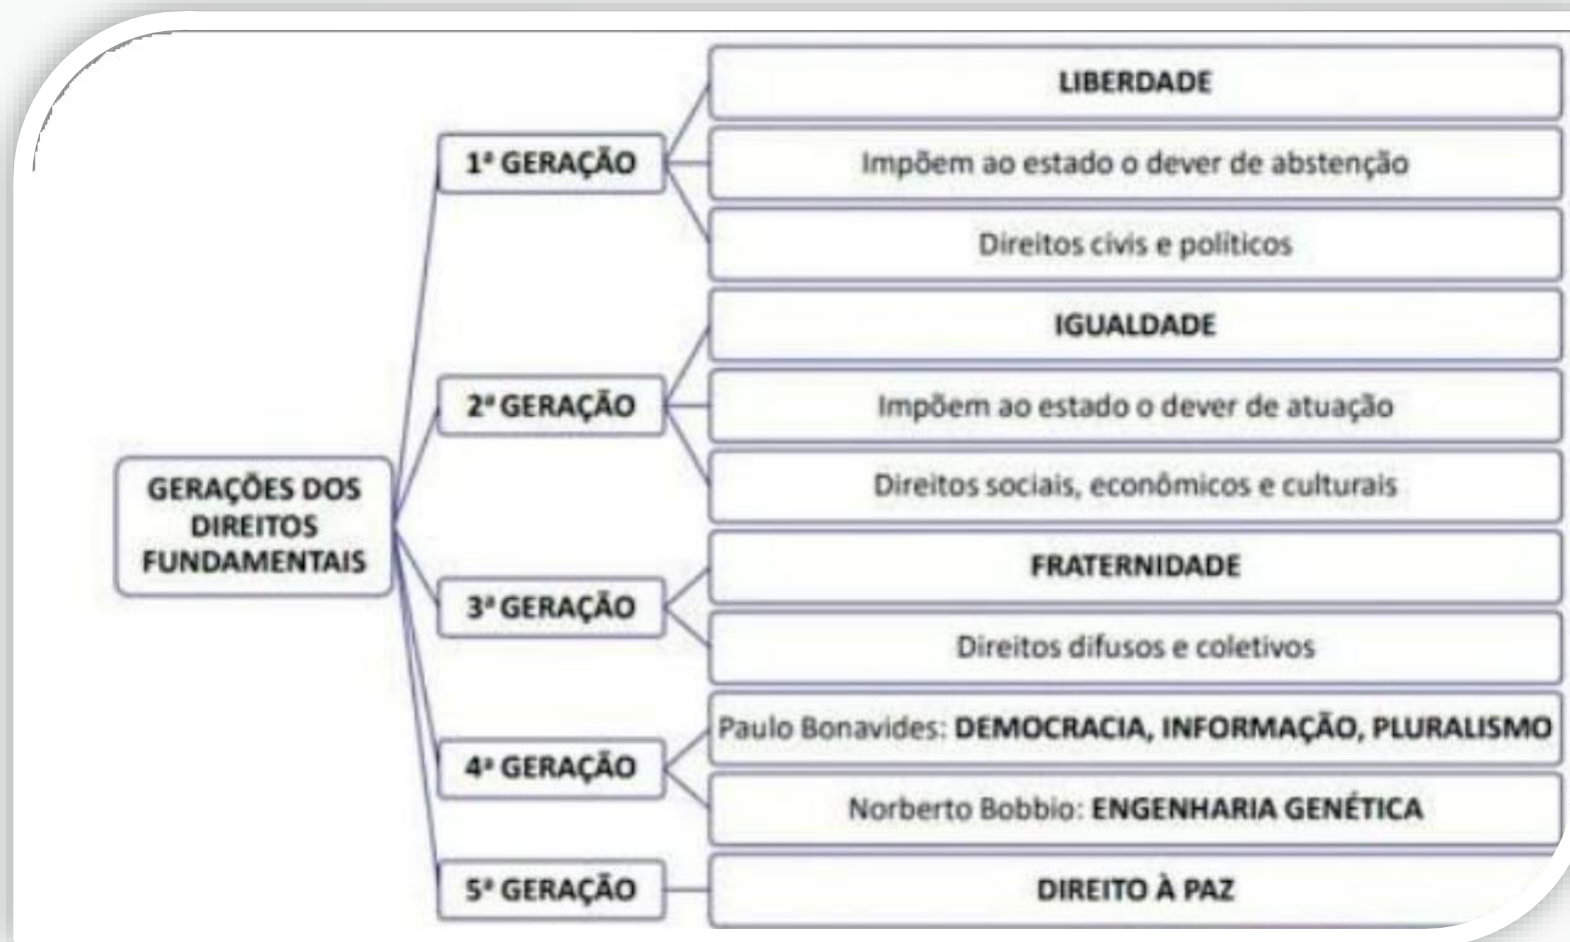 GERAÇÕES DOS
DIREITOS
FUNDAMENTAIS
1ª GERAÇÃO
LIBERDADE
Impõem ao estado o dever de abstenção
Direitos civis e políticos
2ª GERAÇÃO
IGUALDADE
Impõem ao estado o dever de atuação
Direitos sociais, econômicos e culturais
3ª GERAÇÃO
FRATERNIDADE
Direitos difusos e coletivos
4ª GERAÇÃO
Paulo Bonavides: DEMOCRACIA, INFORMAÇÃO, PLURALISMO
Norberto Bobbio: ENGENHARIA GENÉTICA
5ª GERAÇÃO
DIREITO À PAZ